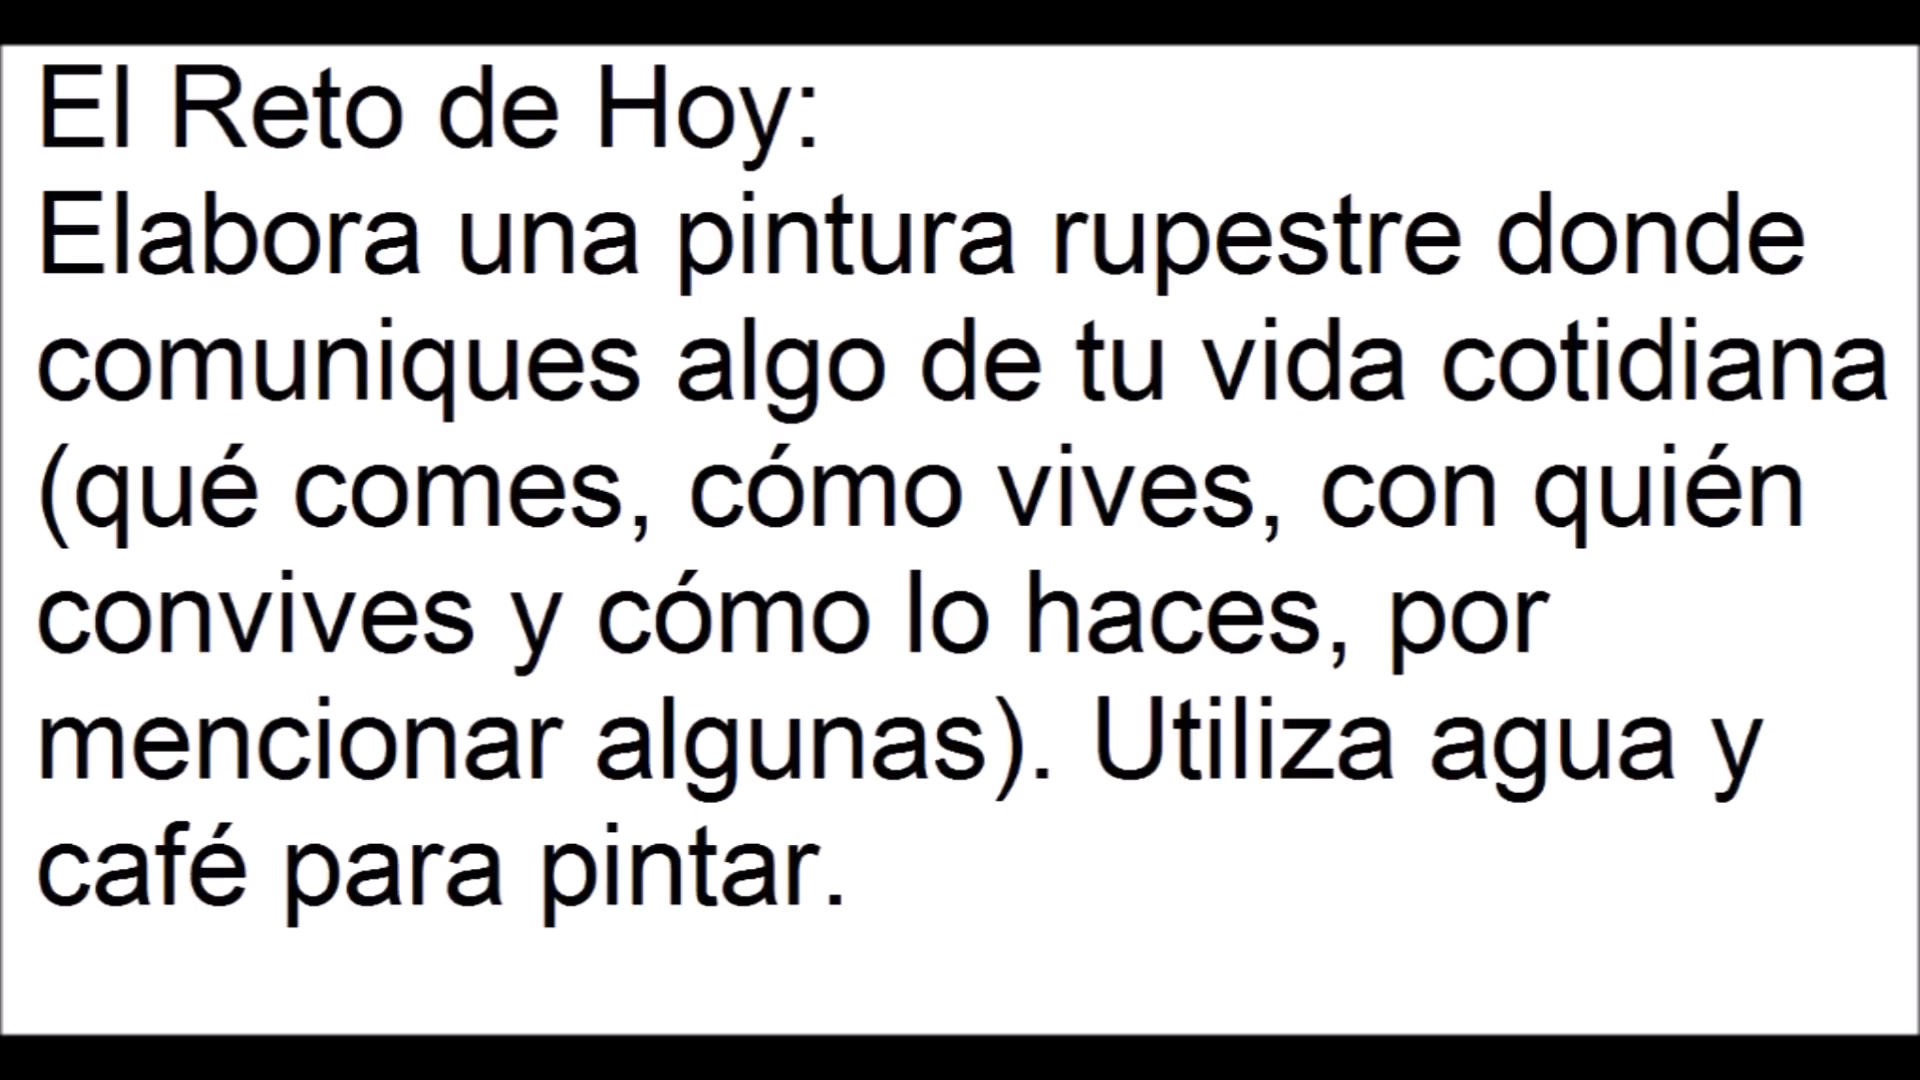 El Reto de Hoy:
Elabora una pintura rupestre donde
comuniques algo de tu vida cotidiana
(qué comes, cómo vives, con quién
convives y cómo lo haces, por
mencionar algunas). Utiliza agua y
café para pintar.